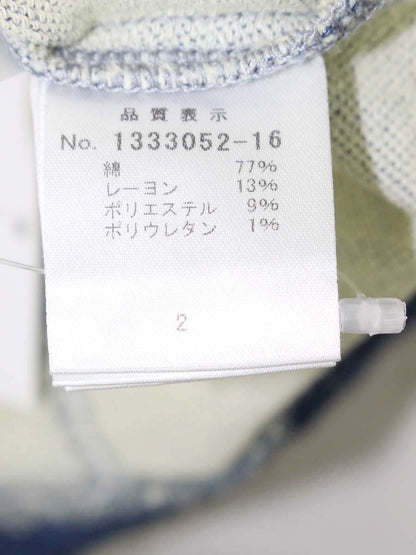 品質表示
No. 1333052-16
綿 77%
レーヨン 13%
ポリエステル 9%
ポリウレタン 1%
2